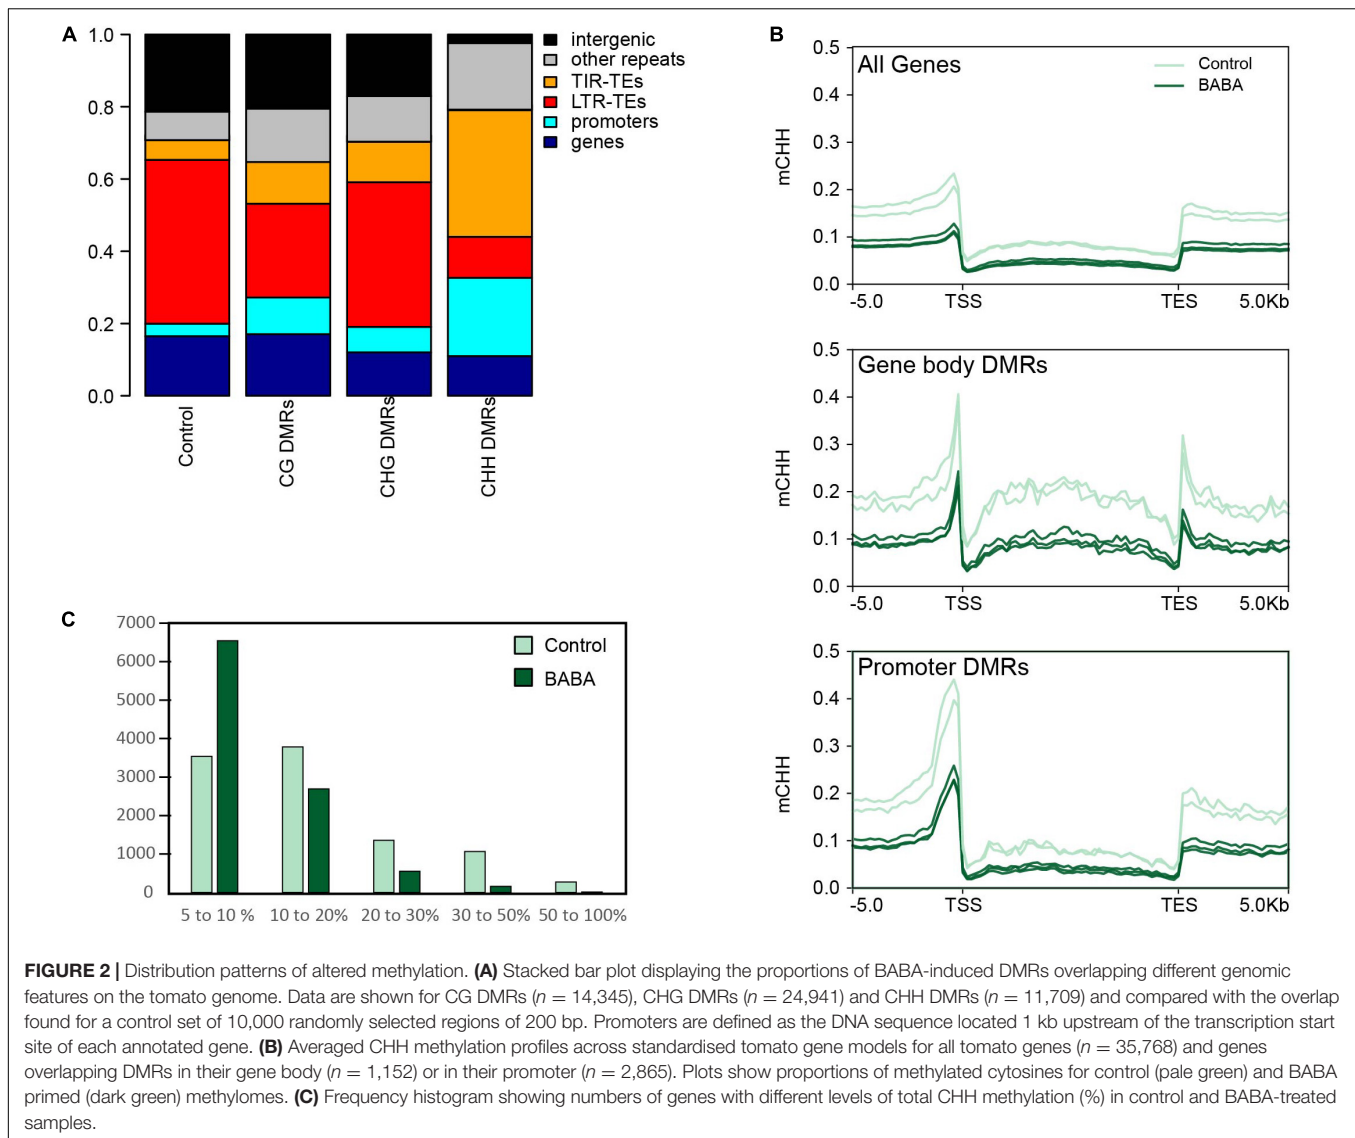 A
1.0
0.8
0.6
0.4
0.2
0.0
Control
CG DMRs
CHG DMRs
CHH DMRs
intergenic
other repeats
TIR-TEs
LTR-TEs
promoters
genes
B
All Genes
Control
BABA
mCHH
0.5
0.4
0.3
0.2
0.1
0.0
-5.0 TSS TES 5.0Kb
Gene body DMRs
mCHH
0.5
0.4
0.3
0.2
0.1
0.0
-5.0 TSS TES 5.0Kb
Promoter DMRs
mCHH
0.5
0.4
0.3
0.2
0.1
0.0
-5.0 TSS TES 5.0Kb
C
7000
6000
5000
4000
3000
2000
1000
0
Control
BABA
5 to 10 % 10 to 20% 20 to 30% 30 to 50% 50 to 100%
FIGURE 2 | Distribution patterns of altered methylation. (A) Stacked bar plot displaying the proportions of BABA-induced DMRs overlapping different genomic
features on the tomato genome. Data are shown for CG DMRs (n = 14,345), CHG DMRs (n = 24,941) and CHH DMRs (n = 11,709) and compared with the overlap
found for a control set of 10,000 randomly selected regions of 200 bp. Promoters are defined as the DNA sequence located 1 kb upstream of the transcription start
site of each annotated gene. (B) Averaged CHH methylation profiles across standardised tomato gene models for all tomato genes (n = 35,768) and genes
overlapping DMRs in their gene body (n = 1,152) or in their promoter (n = 2,865). Plots show proportions of methylated cytosines for control (pale green) and BABA
primed (dark green) methylomes. (C) Frequency histogram showing numbers of genes with different levels of total CHH methylation (%) in control and BABA-treated
samples.